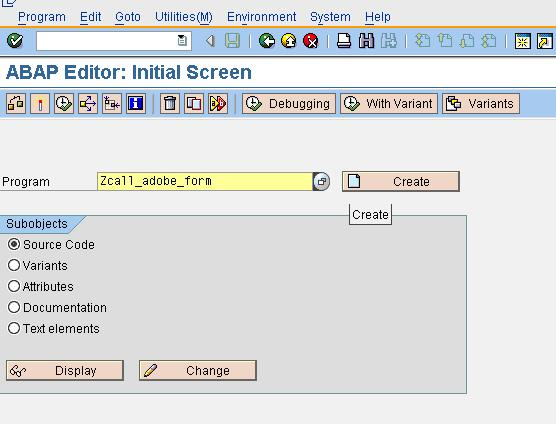 Program Edit Goto Utilities(M) Environment System Help
ABAP Editor: Initial Screen
Debugging With Variant Variants
Program Zcall_adobe_form Create
Create
Subobjects
Source Code
Variants
Attributes
Documentation
Text elements
Display Change